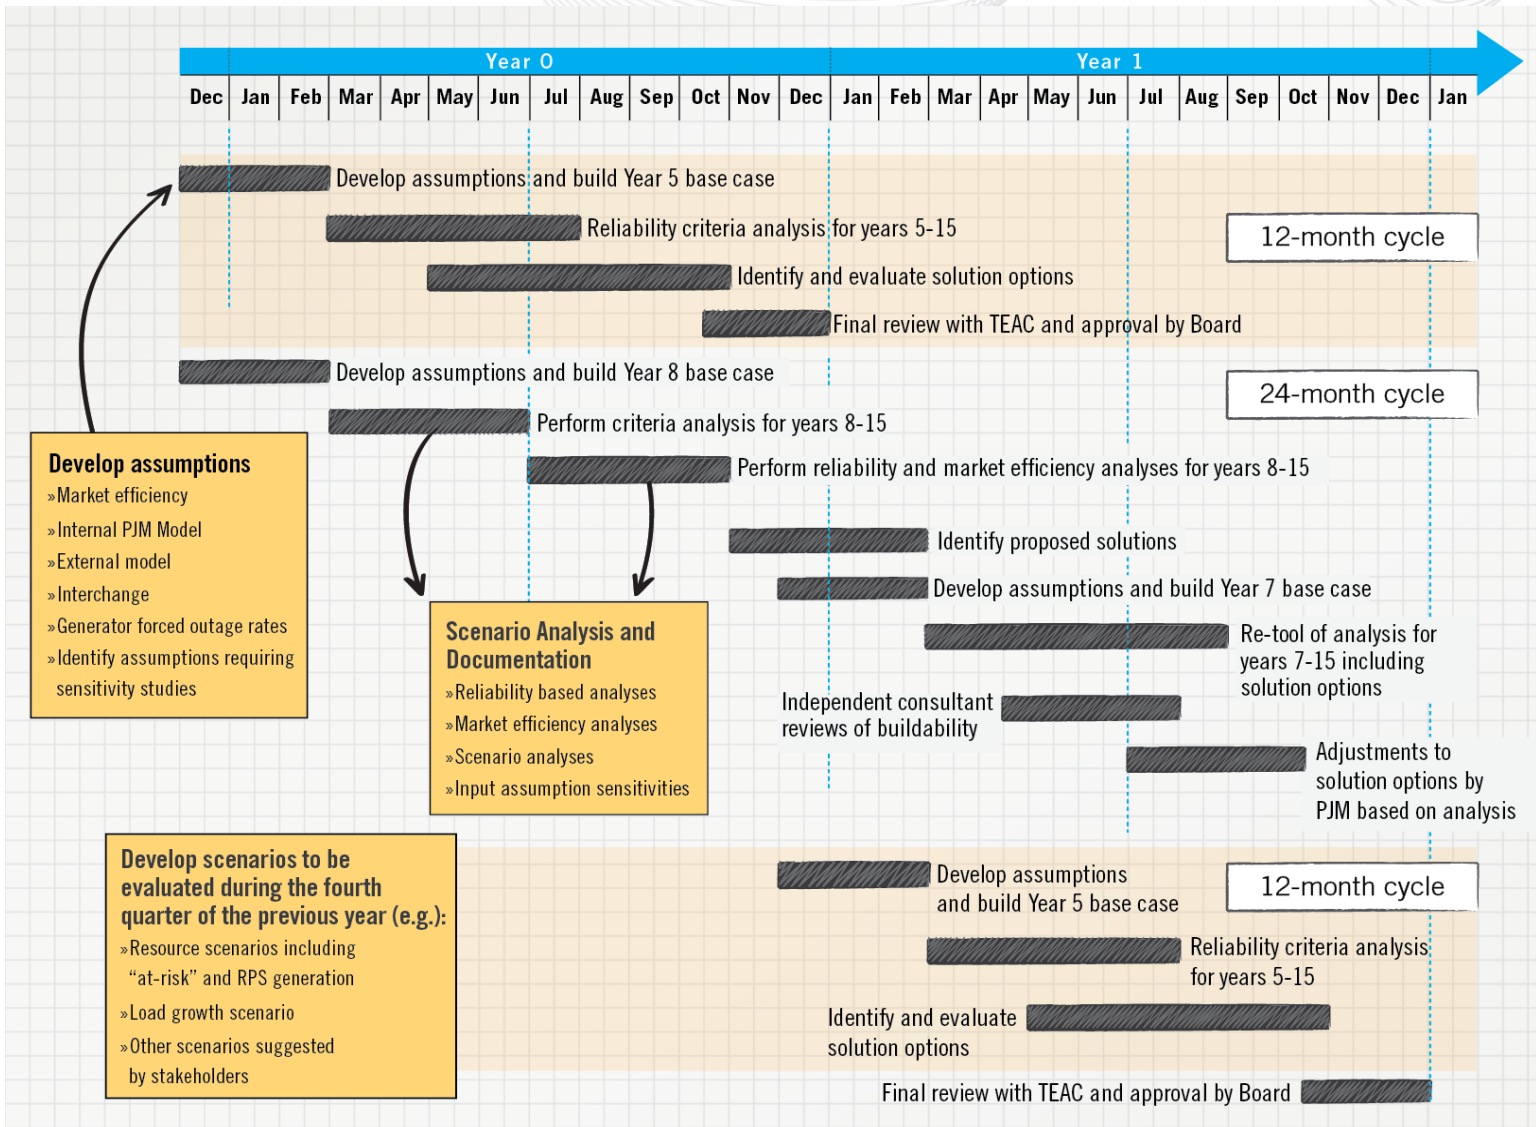 Year 0
Year 1
Dec Jan Feb Mar Apr May Jun Jul Aug Sep Oct Nov Dec Jan Feb Mar Apr May Jun Jul Aug Sep Oct Nov Dec Jan
Develop assumptions and build Year 5 base case
Reliability criteria analysis for years 5-15
12-month cycle
Identify and evaluate solution options
Final review with TEAC and approval by Board
Develop assumptions and build Year 8 base case
24-month cycle
Perform criteria analysis for years 8-15
Perform reliability and market efficiency analyses for years 8-15
Develop assumptions
»Market efficiency
»Internal PJM Model
»External model
»Interchange
»Generator forced outage rates
»Identify assumptions requiring
sensitivity studies
Identify proposed solutions
Develop assumptions and build Year 7 base case
Scenario Analysis and
Documentation
»Reliability based analyses
»Market efficiency analyses
»Scenario analyses
»Input assumption sensitivities
Re-tool of analysis for
years 7-15 including
solution options
Independent consultant
reviews of buildability
Adjustments to
solution options by
PJM based on analysis
Develop scenarios to be
evaluated during the fourth
quarter of the previous year (e.g.):
»Resource scenarios including
“at-risk” and RPS generation
»Load growth scenario
»Other scenarios suggested
by stakeholders
Develop assumptions
and build Year 5 base case
12-month cycle
Reliability criteria analysis
for years 5-15
Identify and evaluate
solution options
Final review with TEAC and approval by Board